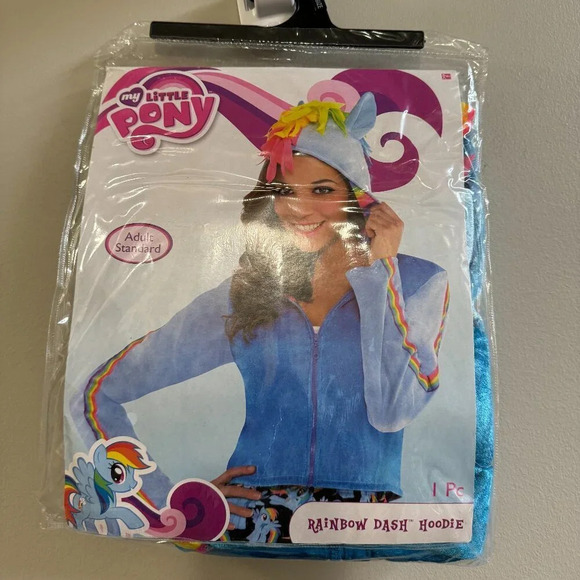 my LiTTLE
PONY
Adult
Standard
1 Pc
RAINBOW DASH™ HOODIE